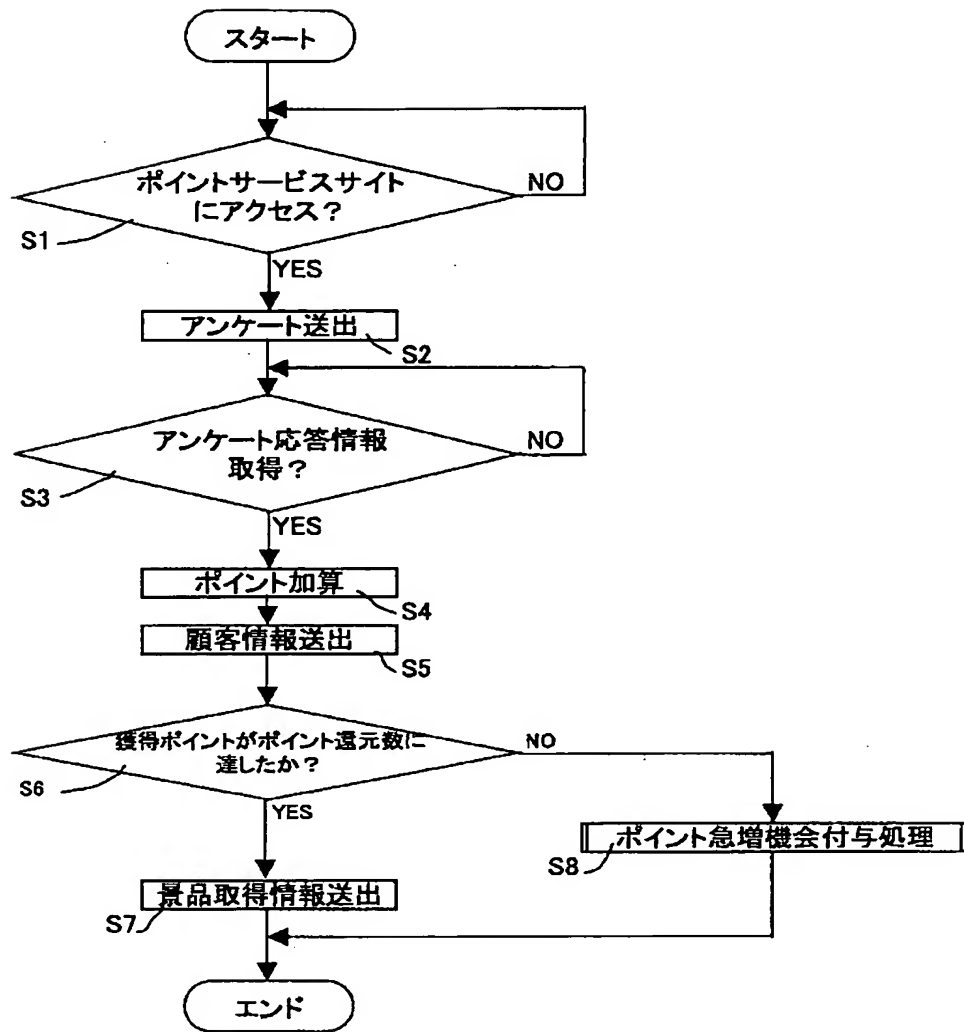 スタート
ポイントサービスサイト
にアクセス？
NO
S1
YES
アンケート送出
S2
アンケート応答情報
取得？
NO
S3
YES
ポイント加算
S4
顧客情報送出
S5
獲得ポイントがポイント還元数に
達したか？
NO
S6
YES
ポイント急増機会付与処理
S8
景品取得情報送出
S7
エンド